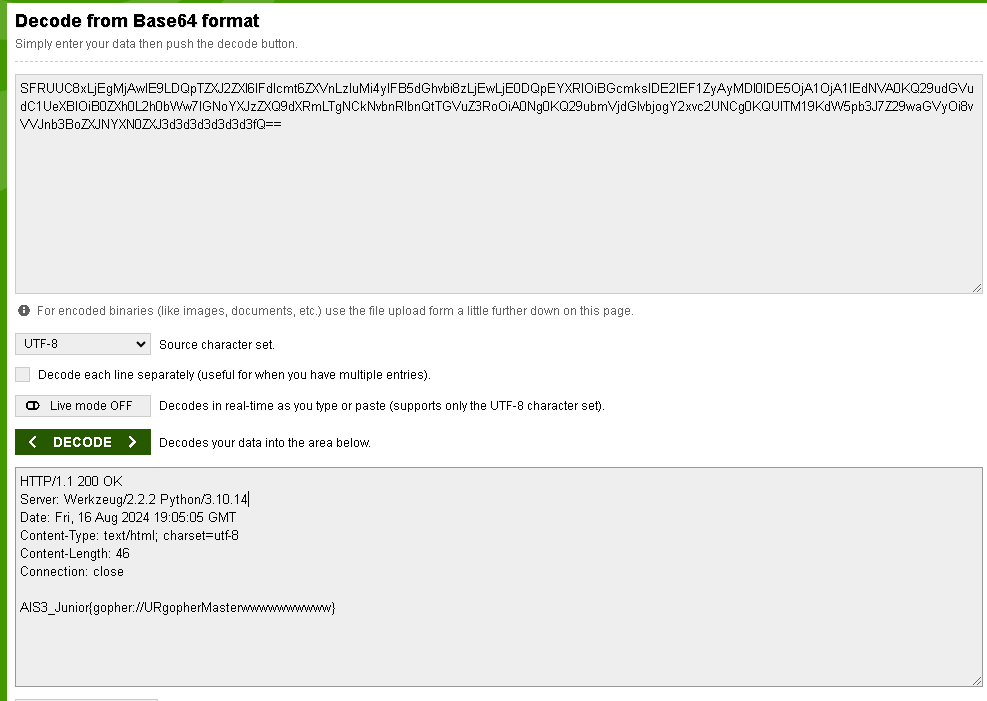 Decode from Base64 format
Simply enter your data then push the decode button.
SFRUUC8xLjEgMjAwIE9LDQpTZXJ2ZXI6IFdlcmt6ZXVnLzIuMi4yIFB5dGhvbi8zLjEwLjE0DQpEYXRlOiBGcmksIDE2IEF1ZyAyMDI0IDE5OjA1OjA1IEdNVA0KQ29udGVu
dC1UeXBlOiB0ZXh0L2h0bWw7IGNoYXJzZXQ9dXRmLTgNCkNvbnRlbnQtTGVuZ3RoOiA0Ng0KQ29ubmVjdGlvbjogY2xvc2UNCg0KQUlTM19KdW5pb3J7Z29waGVyOi8v
VVJnb3BoZXJNYXN0ZXJ3d3d3d3d3d3d3fQ==
For encoded binaries (like images, documents, etc.) use the file upload form a little further down on this page.
UTF-8 Source character set.
Decode each line separately (useful for when you have multiple entries).
Live mode OFF Decodes in real-time as you type or paste (supports only the UTF-8 character set).
< DECODE > Decodes your data into the area below.
HTTP/1.1 200 OK
Server: Werkzeug/2.2.2 Python/3.10.14
Date: Fri, 16 Aug 2024 19:05:05 GMT
Content-Type: text/html; charset=utf-8
Content-Length: 46
Connection: close
AIS3_Junior{gopher://URgopherMasterwwwwwwwwww}